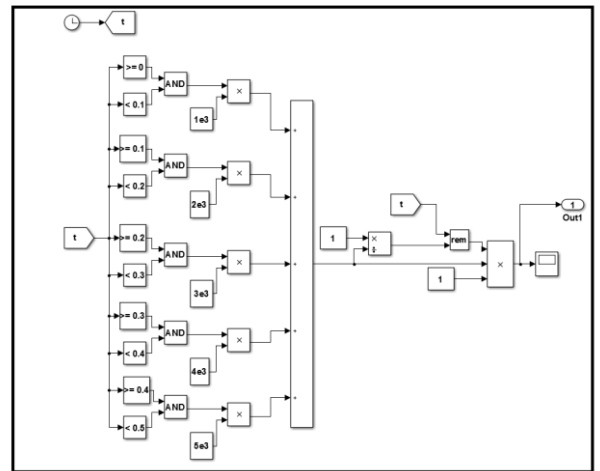 t
>= 0
AND
×
< 0.1
1e3
>= 0.1
AND
×
< 0.2
2e3
t
>= 0.2
AND
×
< 0.3
3e3
>= 0.3
AND
×
< 0.4
4e3
>= 0.4
AND
×
< 0.5
5e3
+
+
+
+
+
t
1
×
÷
rem
1
×
1
Out1